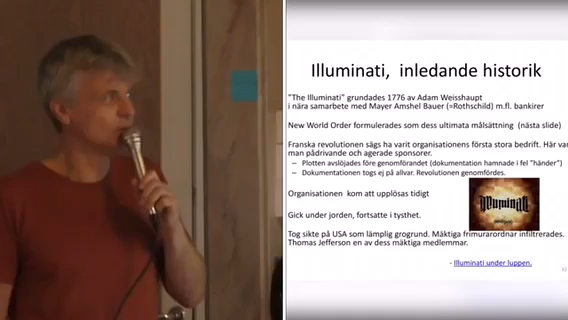 Illuminati, inledande historik
"The Illuminati" grundades 1776 av Adam Weisshaupt
i nära samarbete med Mayer Amshel Bauer (=Rothschild) m.fl. bankirer
New World Order formulerades som dess ultimata målsättning (nästa slide)
Franska revolutionen sägs ha varit organisationens första stora bedrift. Här var
man pådrivande och agerade sponsorer.
– Plotten avslöjades före genomförandet (dokumentation hamnade i fel "händer")
– Dokumentationen togs ej på allvar. Revolutionen genomfördes.
Organisationen kom att upplösas tidigt
Illuminati
Gick under jorden, fortsatte i tysthet.
Tog sikte på USA som lämplig grogrund. Mäktiga frimurarordnar infiltrerades.
Thomas Jefferson en av dess mäktiga medlemmar.
- Illuminati under luppen.